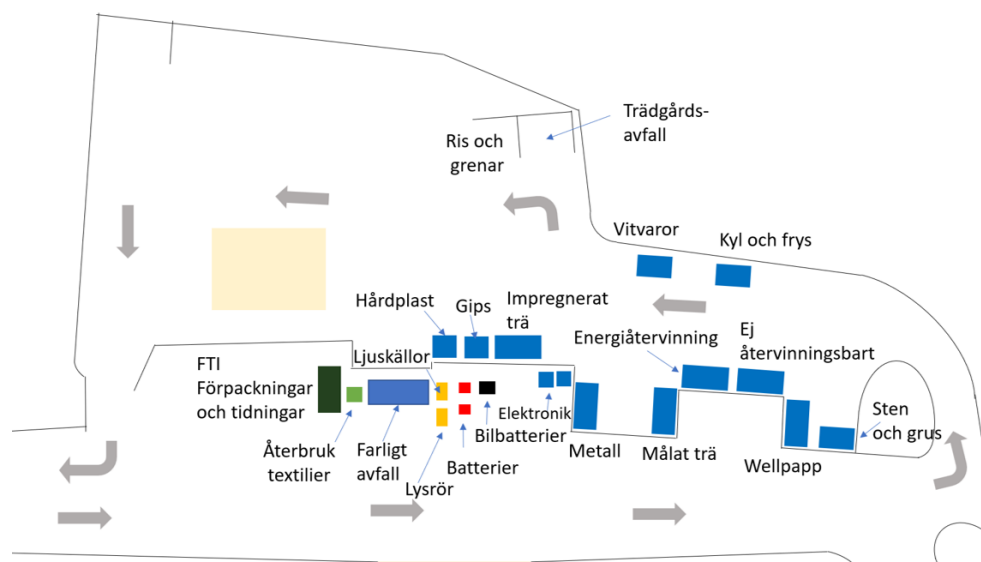 Trädgårds-
avfall
Ris och
grenar
Vitvaror
Kyl och frys
Hårdplast
Gips
Impregnerat
trä
Energiåtervinning
Ej
återvinningsbart
Ljuskällor
FTI
Förpackningar
och tidningar
Återbruk
textilier
Farligt
avfall
Lysrör
Batterier
Bilbatterier
Elektronik
Metall
Målat trä
Wellpapp
Sten
och grus